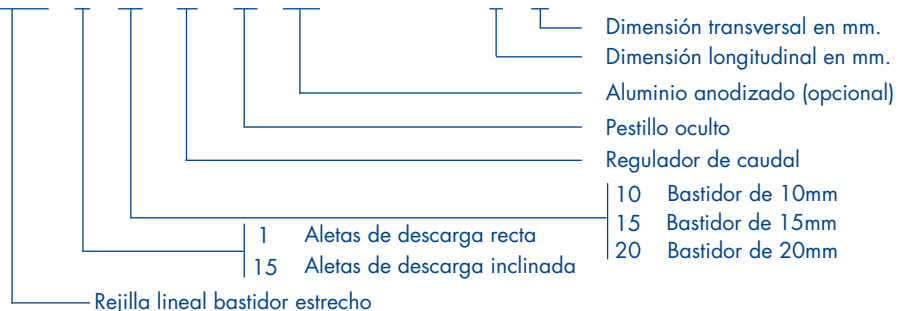 Dimensión transversal en mm.
Dimensión longitudinal en mm.
Aluminio anodizado (opcional)
Pestillo oculto
Regulador de caudal
10 Bastidor de 10mm
15 Bastidor de 15mm
20 Bastidor de 20mm
1 Aletas de descarga recta
15 Aletas de descarga inclinada
Rejilla lineal bastidor estrecho